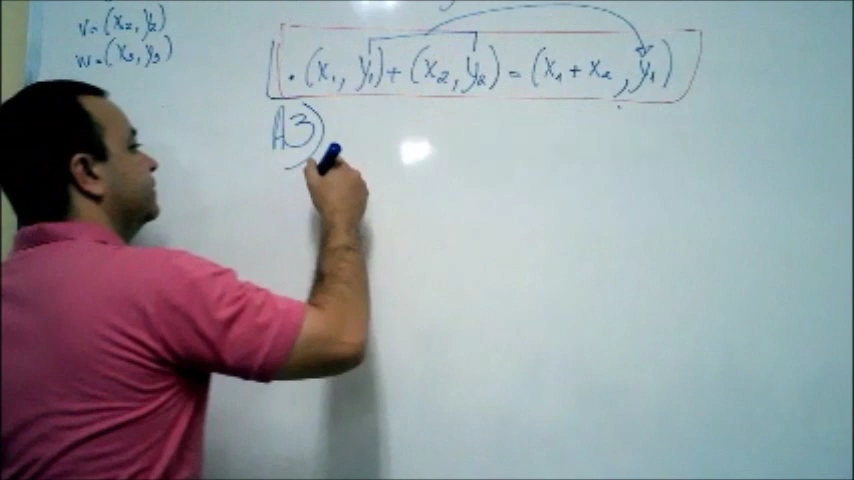 v=(x₂,y₂)
w=(x₃,y₃)
• (x₁, y₁)+(x₂,y₂)=(x₁+x₂,y₁)
A3)